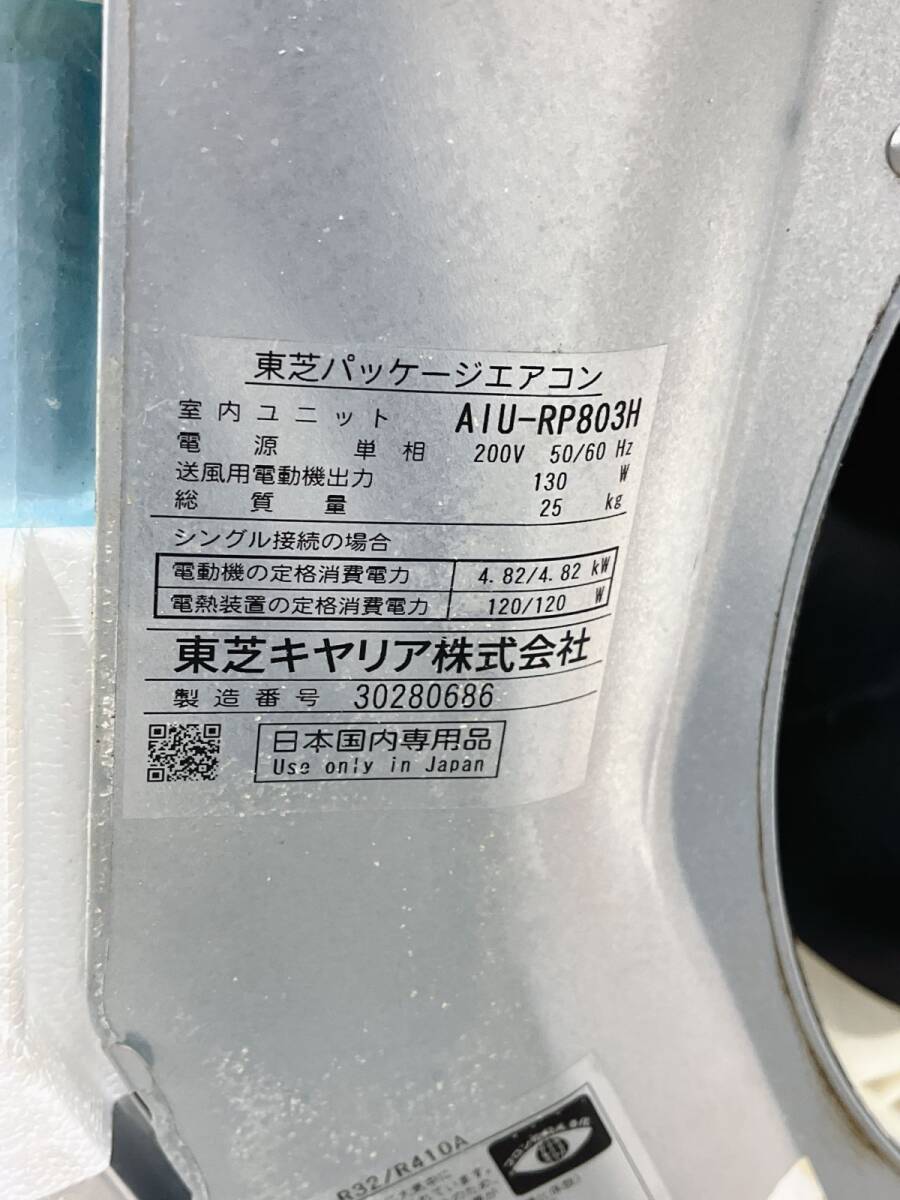 東芝パッケージエアコン
室内ユニット AIU-RP803H
電源 単相 200V 50/60 Hz
送風用電動機出力 130 W
総質量 25 kg
シングル接続の場合
電動機の定格消費電力 4.82/4.82 kW
電熱装置の定格消費電力 120/120 W
東芝キヤリア株式会社
製造番号 30280686
日本国内専用品
Use only in Japan
R32/R410A